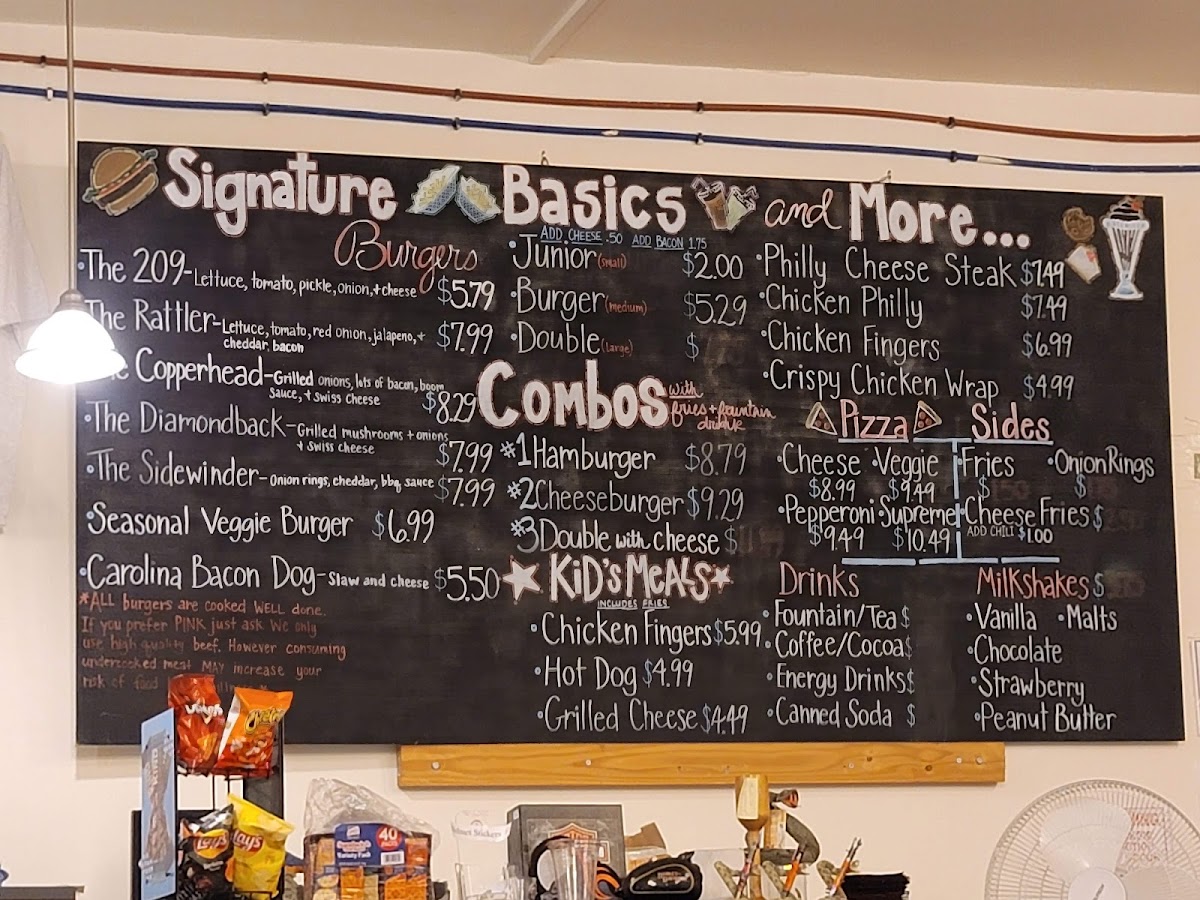 Signature
Burgers
•The 209-Lettuce, tomato, pickle, onion, + cheese $5.79
The Rattler-Lettuce, tomato, red onion, jalapeno, +
cheddar, bacon $7.99
Copperhead-Grilled onions, lots of bacon, boom
sauce, + swiss cheese $8.29
•The Diamondback-Grilled mushrooms + onions
+ swiss cheese $7.99
•The Sidewinder-Onion rings, cheddar, bbq sauce $7.99
•Seasonal Veggie Burger $6.99
•Carolina Bacon Dog-Slaw and cheese $5.50
*ALL burgers are cooked WELL done.
If you prefer PINK just ask. We only
use high quality beef. However consuming
undercooked meat MAY increase your
risk of food
Basics
ADD CHEESE .50 ADD BACON 1.75
•Junior (small) $2.00
•Burger (medium) $5.29
•Double (large) $
Combos with
fries + fountain
drink
#1 Hamburger $8.79
#2 Cheeseburger $9.29
#3 Double with cheese $
KiD'S MeALS
INCLUDES FRIES
•Chicken Fingers $5.99
•Hot Dog $4.99
•Grilled Cheese $4.49
and More...
•Philly Cheese Steak $7.49
•Chicken Philly $7.49
•Chicken Fingers $6.99
•Crispy Chicken Wrap $4.99
Pizza
•Cheese •Veggie
$8.99 $9.49
•Pepperoni •Supreme
$9.49 $10.49
Sides
•Fries •Onion Rings
$ $
•Cheese Fries $
ADD CHILI $1.00
Drinks
•Fountain/Tea $
•Coffee/Cocoa $
•Energy Drinks $
•Canned Soda $
Milkshakes $
•Vanilla •Malts
•Chocolate
•Strawberry
•Peanut Butter
Cheetos
Lay's
Lays
40
Variety Pack